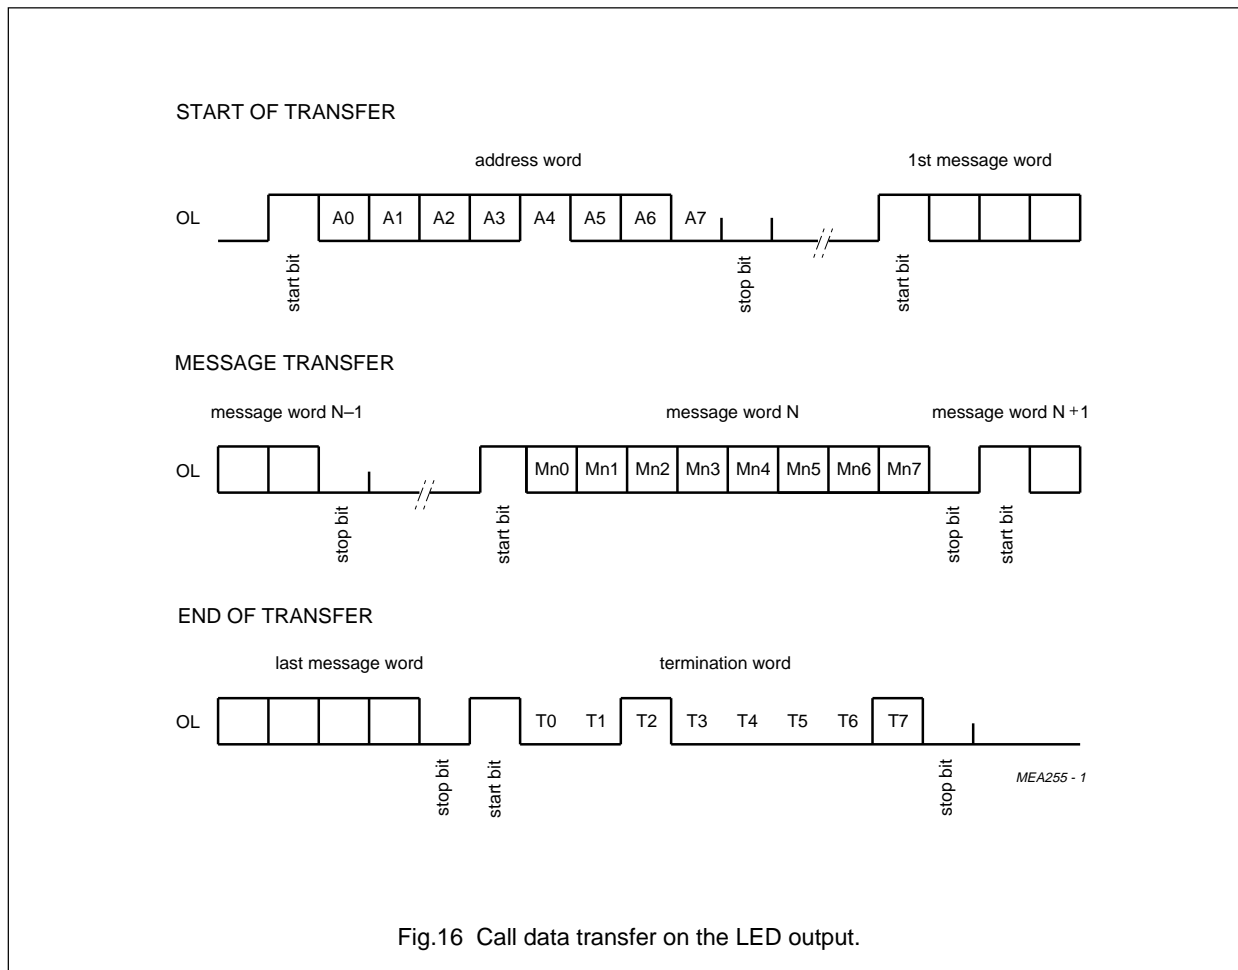 START OF TRANSFER
address word 1st message word
OL A0 A1 A2 A3 A4 A5 A6 A7
start bit stop bit start bit
MESSAGE TRANSFER
message word N–1 message word N message word N +1
OL Mn0 Mn1 Mn2 Mn3 Mn4 Mn5 Mn6 Mn7
stop bit start bit stop bit start bit
END OF TRANSFER
last message word termination word
OL T0 T1 T2 T3 T4 T5 T6 T7
stop bit start bit stop bit
MEA255 - 1
Fig.16 Call data transfer on the LED output.